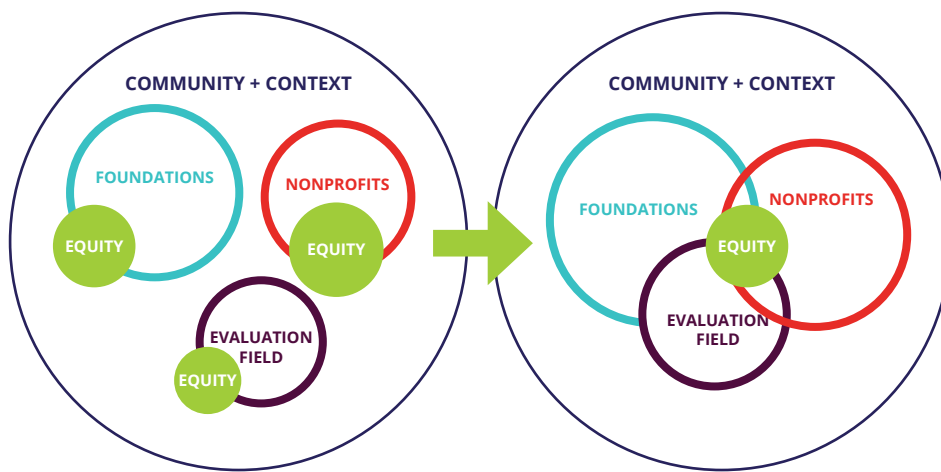 COMMUNITY + CONTEXT
FOUNDATIONS
NONPROFITS
EQUITY
EQUITY
EVALUATION
FIELD
EQUITY
COMMUNITY + CONTEXT
FOUNDATIONS
NONPROFITS
EQUITY
EVALUATION
FIELD